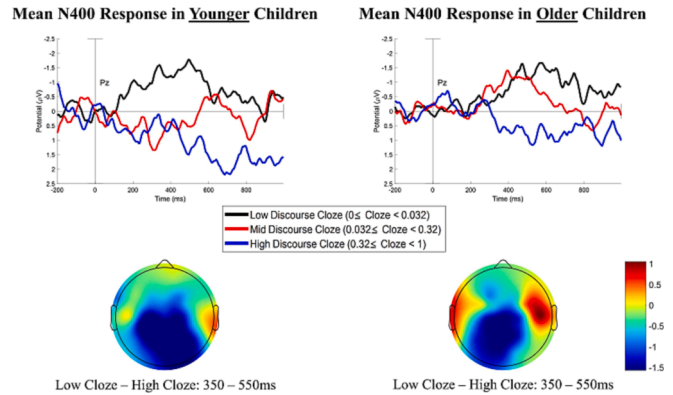 Mean N400 Response in Younger Children
Mean N400 Response in Older Children
-2.5
-2
-1.5
-1
-0.5
0
0.5
1
1.5
2
2.5
Potential (μV)
Pz
-200 0 200 400 600 800
Time (ms)
-2.5
-2
-1.5
-1
-0.5
0
0.5
1
1.5
2
2.5
Potential (μV)
Pz
-200 0 200 400 600 800
Time (ms)
Low Discourse Cloze (0≤ Cloze < 0.032)
Mid Discourse Cloze (0.032≤ Cloze < 0.32)
High Discourse Cloze (0.32≤ Cloze < 1)
1
0.5
0
-0.5
-1
-1.5
Low Cloze – High Cloze: 350 – 550ms
Low Cloze – High Cloze: 350 – 550ms